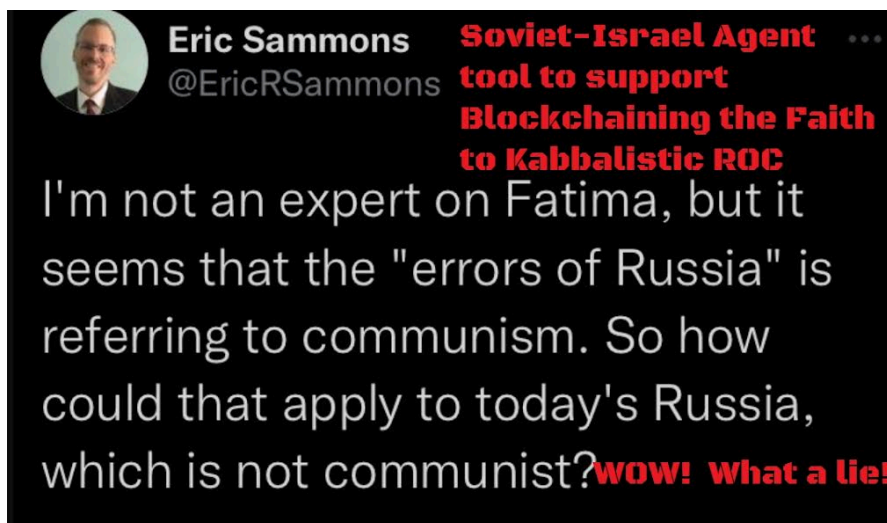 Eric Sammons
@EricRSammons
Soviet-Israel Agent
tool to support
Blockchaining the Faith
to Kabbalistic ROC
I'm not an expert on Fatima, but it
seems that the "errors of Russia" is
referring to communism. So how
could that apply to today's Russia,
which is not communist?
WOW! What a lie!